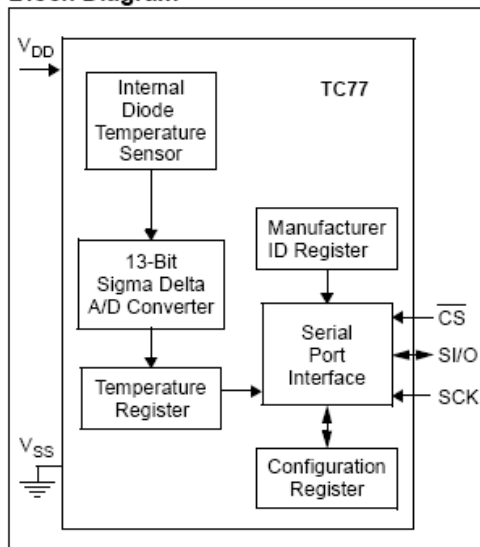 Block Diagram
VDD
TC77
Internal
Diode
Temperature
Sensor
13-Bit
Sigma Delta
A/D Converter
Temperature
Register
Manufacturer
ID Register
Serial
Port
Interface
CS
SI/O
SCK
Configuration
Register
VSS